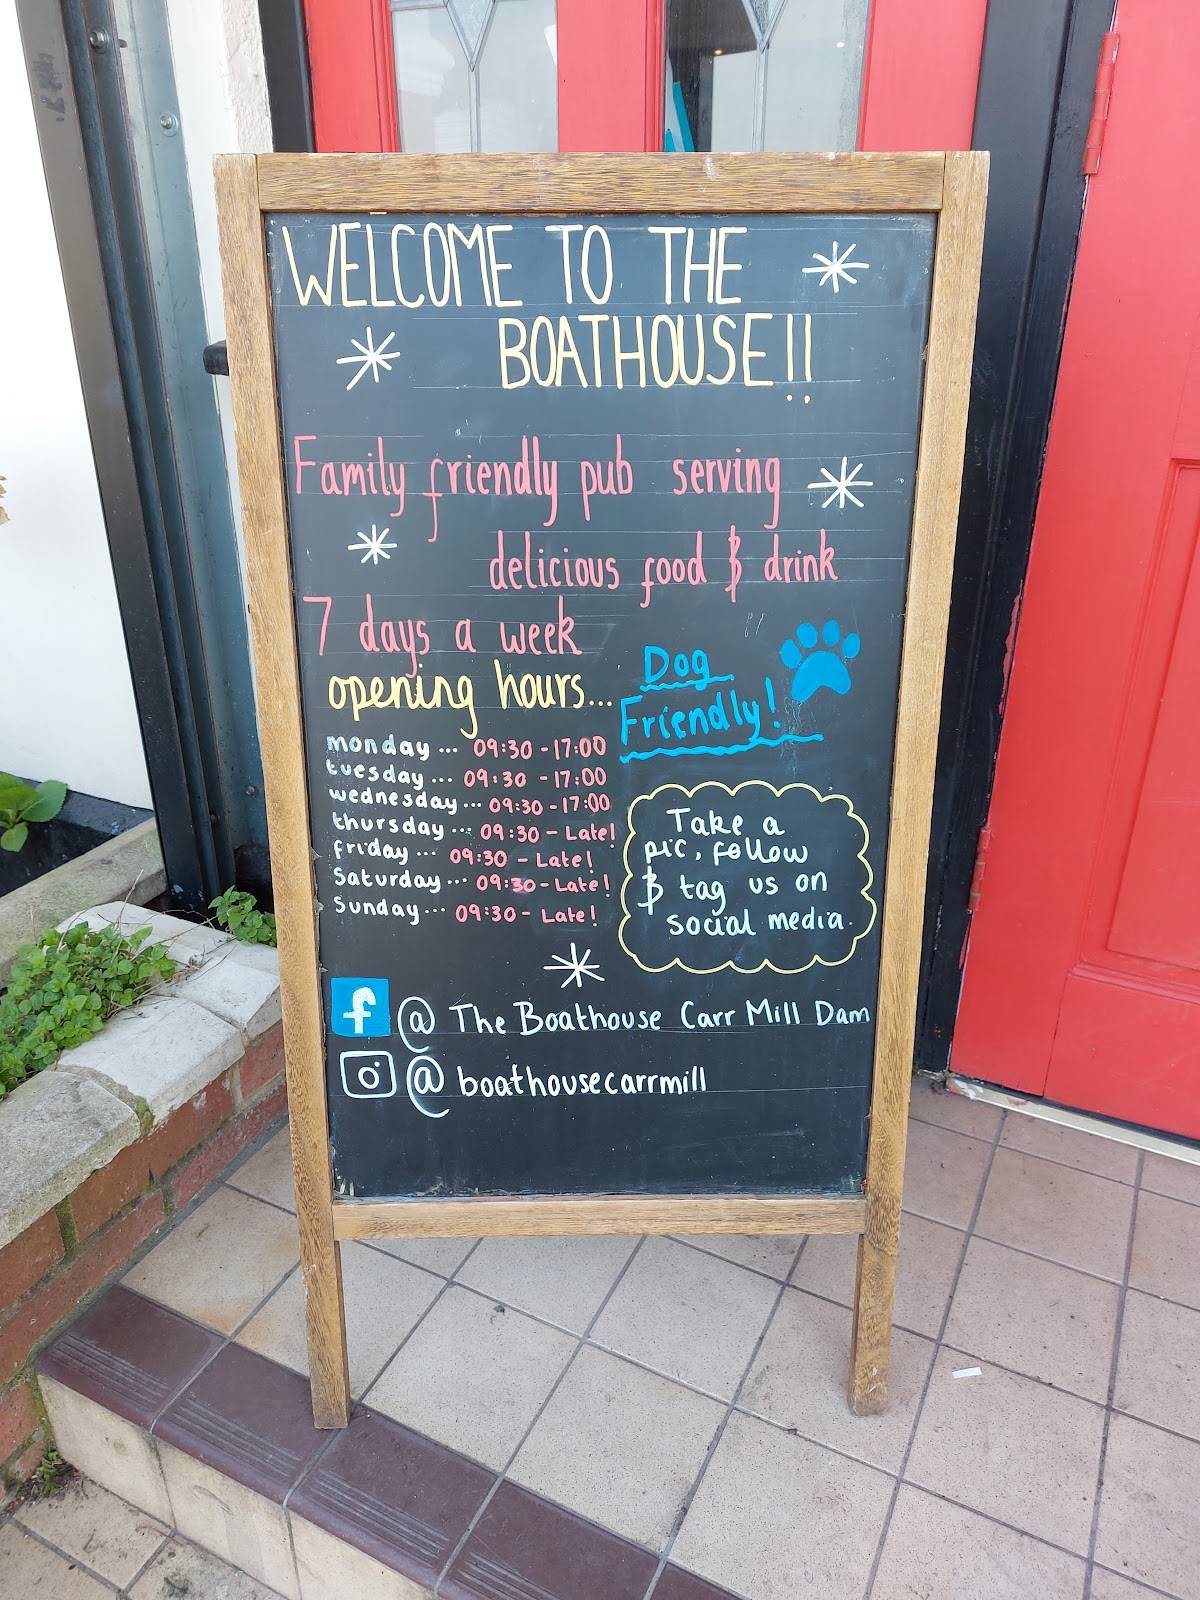 WELCOME TO THE
BOATHOUSE!!
Family friendly pub serving
delicious food & drink
7 days a week
opening hours...
Dog
Friendly!
monday ... 09:30 - 17:00
tuesday ... 09:30 - 17:00
wednesday ... 09:30 - 17:00
thursday ... 09:30 - Late!
friday ... 09:30 - Late!
Saturday ... 09:30 - Late!
Sunday ... 09:30 - Late!
Take a
pic, follow
& tag us on
social media.
f @ The Boathouse Carr Mill Dam
@ boathousecarrmill